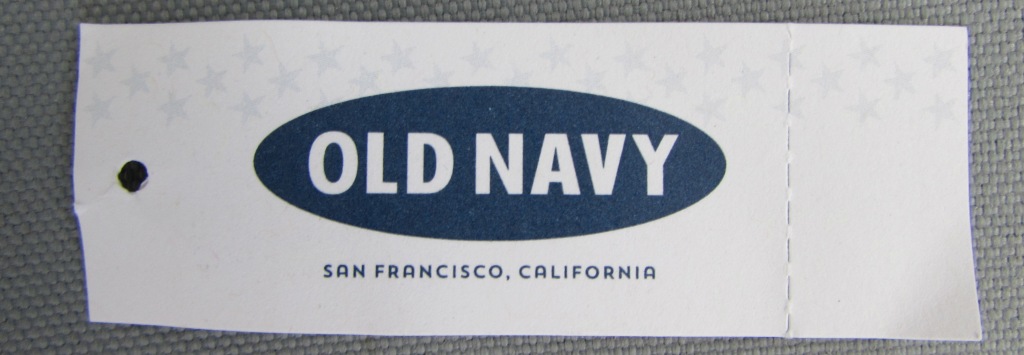 OLD NAVY
SAN FRANCISCO, CALIFORNIA